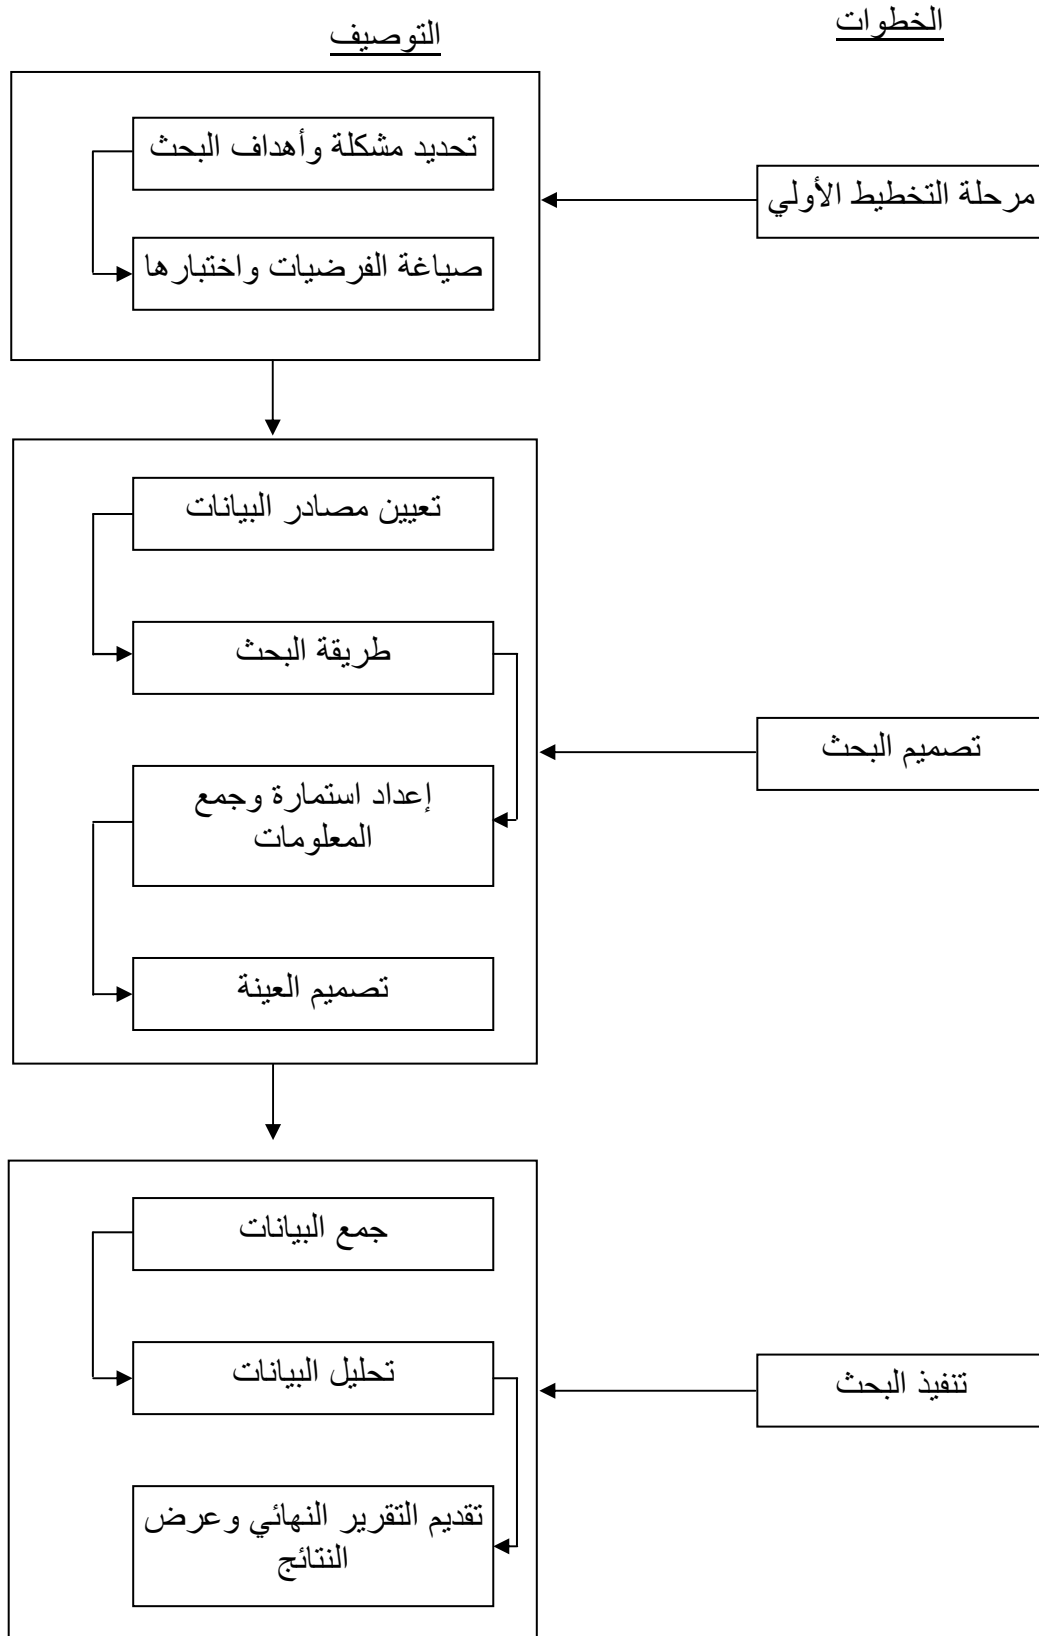 الخطوات
التوصيف
تحديد مشكلة وأهداف البحث
مرحلة التخطيط الأولي
صياغة الفرضيات واختبارها
تعيين مصادر البيانات
طريقة البحث
تصميم البحث
إعداد استمارة وجمع
المعلومات
تصميم العينة
جمع البيانات
تحليل البيانات
تنفيذ البحث
تقديم التقرير النهائي وعرض
النتائج